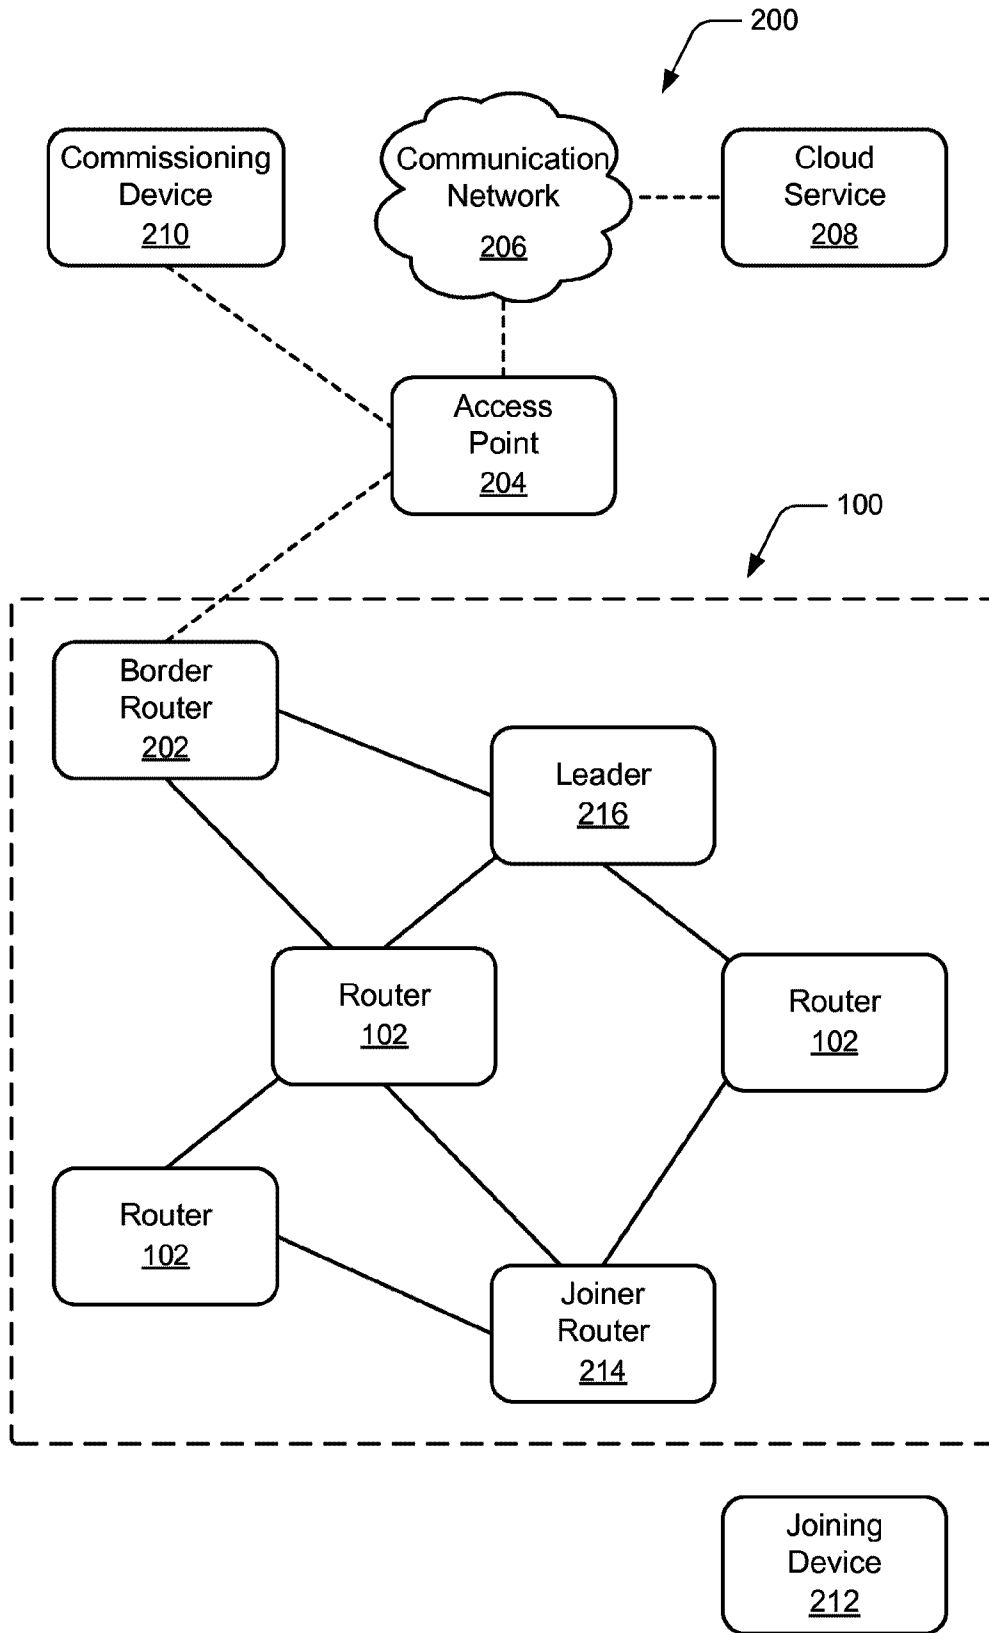 200
Commissioning
Device
210
Communication
Network
206
Cloud
Service
208
Access
Point
204
100
Border
Router
202
Leader
216
Router
102
Router
102
Router
102
Joiner
Router
214
Joining
Device
212